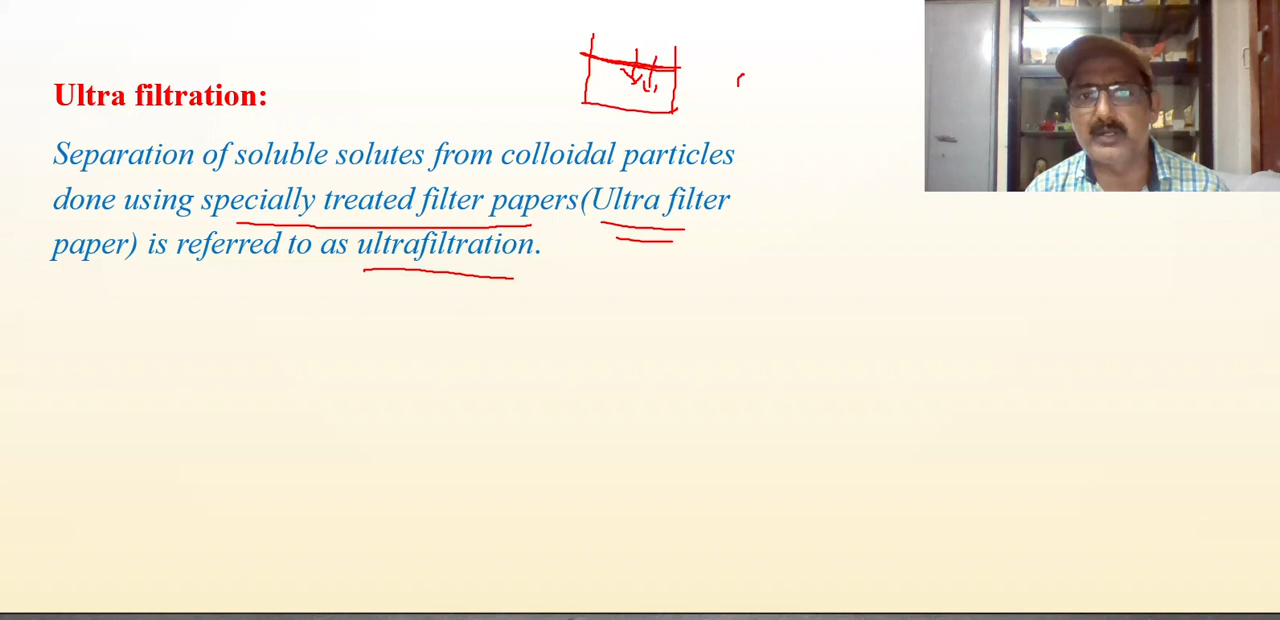 Ultra filtration:
Separation of soluble solutes from colloidal particles
done using specially treated filter papers(Ultra filter
paper) is referred to as ultrafiltration.